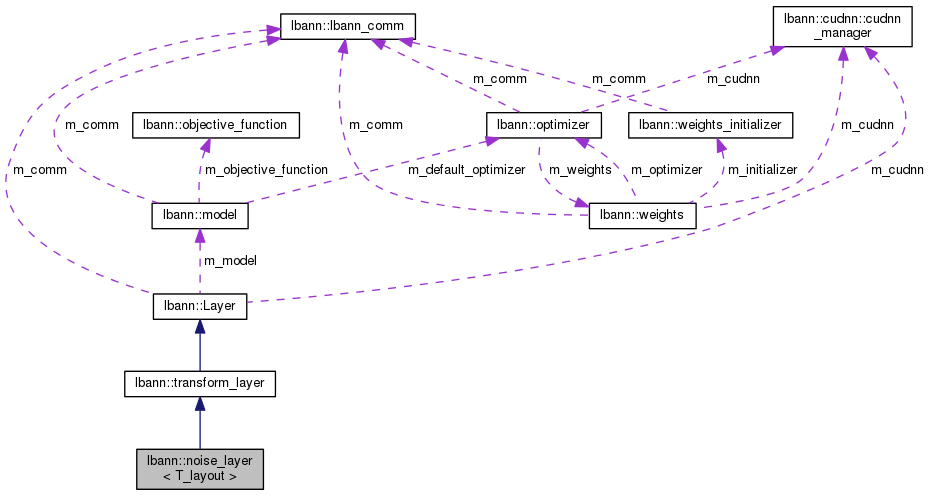 lbann::lbann_comm
lbann::cudnn::cudnn
_manager
m_comm
m_comm
m_cudnn
m_comm
lbann::objective_function
m_comm
lbann::optimizer
lbann::weights_initializer
m_cudnn
m_comm
m_objective_function
m_default_optimizer
m_weights
m_optimizer
m_initializer
m_cudnn
lbann::model
lbann::weights
m_model
lbann::Layer
lbann::transform_layer
lbann::noise_layer
< T_layout >